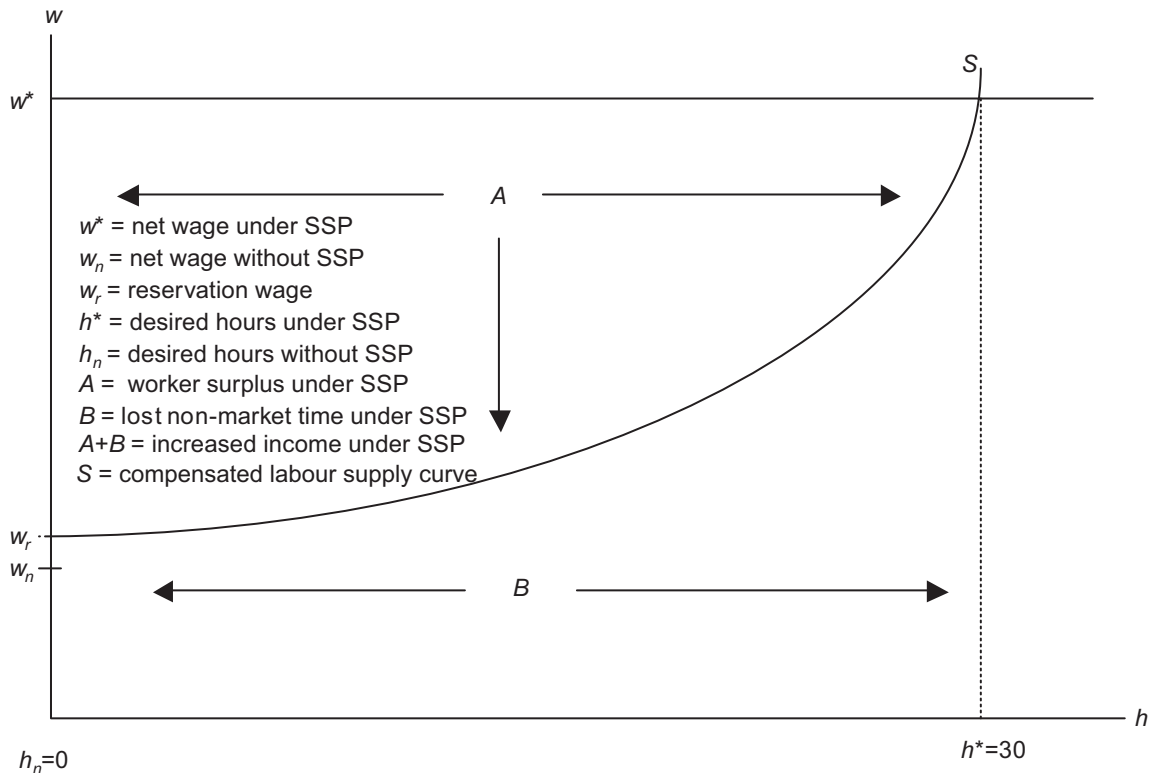 w
S
w*
A
w* = net wage under SSP
wn = net wage without SSP
wr = reservation wage
h* = desired hours under SSP
hn = desired hours without SSP
A = worker surplus under SSP
B = lost non-market time under SSP
A+B = increased income under SSP
S = compensated labour supply curve
wr
wn
B
h
hn=0
h*=30